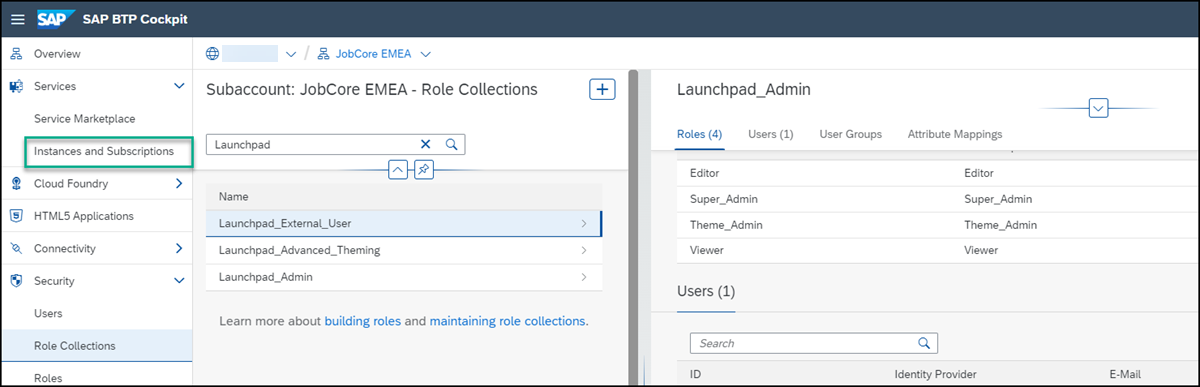 SAP SAP BTP Cockpit
Overview
Services
Service Marketplace
Instances and Subscriptions
Cloud Foundry
HTML5 Applications
Connectivity
Security
Users
Role Collections
Roles
/ JobCore EMEA
Subaccount: JobCore EMEA - Role Collections
Launchpad
Name
Launchpad_External_User
Launchpad_Advanced_Theming
Launchpad_Admin
Learn more about building roles and maintaining role collections.
Launchpad_Admin
Roles (4) Users (1) User Groups Attribute Mappings
Editor Editor
Super_Admin Super_Admin
Theme_Admin Theme_Admin
Viewer Viewer
Users (1)
Search
ID Identity Provider E-Mail